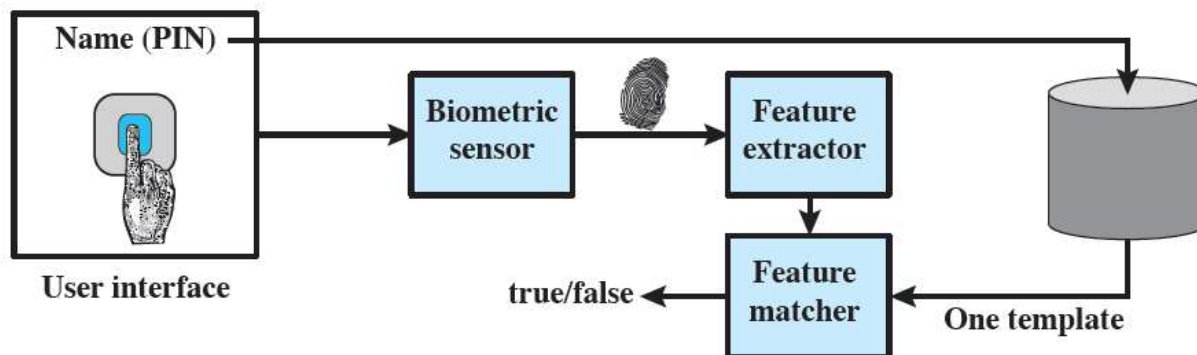 Name (PIN)
Biometric
sensor
Feature
extractor
User interface
true/false
Feature
matcher
One template